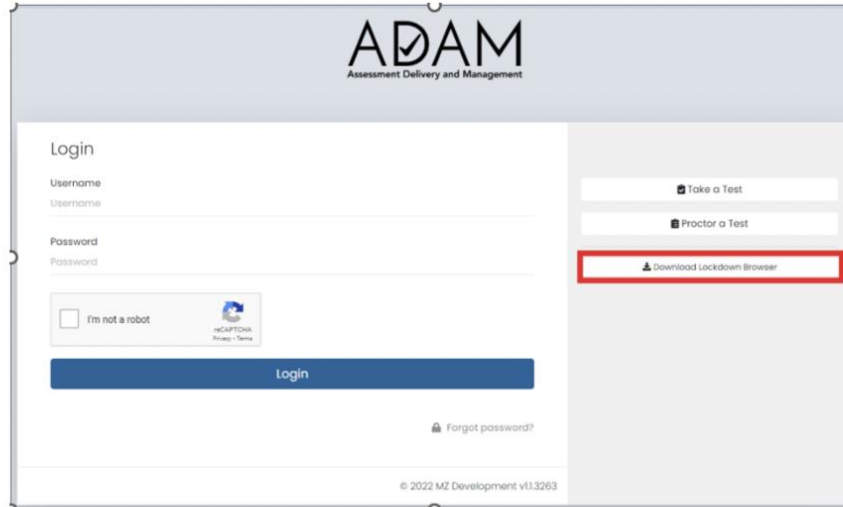 ADAM
Assessment Delivery and Management
Login
Username
Username
Password
Password
I'm not a robot
reCAPTCHA
Privacy - Terms
Login
Forgot password?
© 2022 MZ Development v1.1.3263
Take a Test
Proctor a Test
Download Lockdown Browser